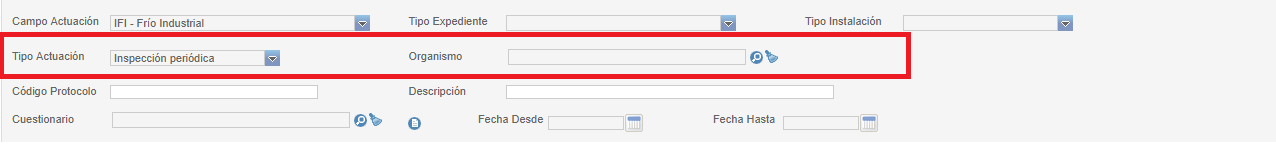 Campo Actuación IFI - Frío Industrial Tipo Expediente Tipo Instalación
Tipo Actuación Inspección periódica Organismo
Código Protocolo Descripción
Cuestionario Fecha Desde Fecha Hasta